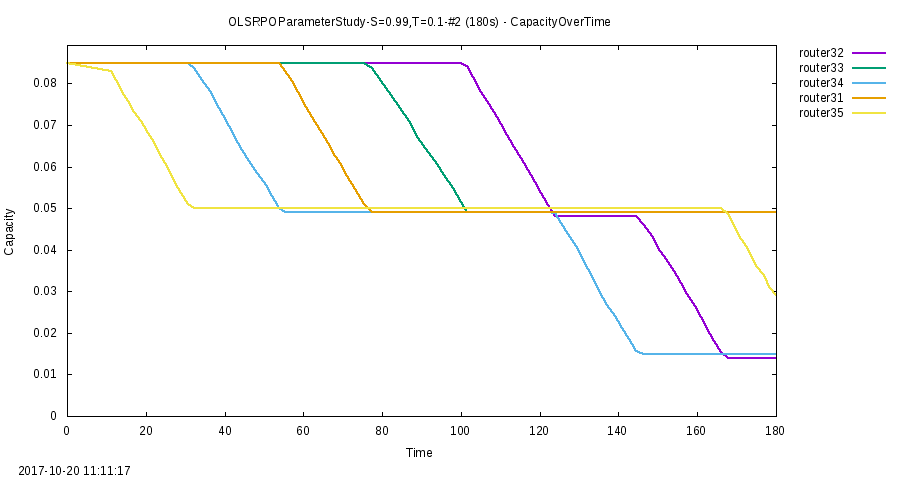 OLSRPOParameterStudy-S=0.99,T=0.1-#2 (180s) - CapacityOverTime
router32
router33
router34
router31
router35
0.08
0.07
0.06
0.05
0.04
0.03
0.02
0.01
0
Capacity
0 20 40 60 80 100 120 140 160 180
Time
2017-10-20 11:11:17